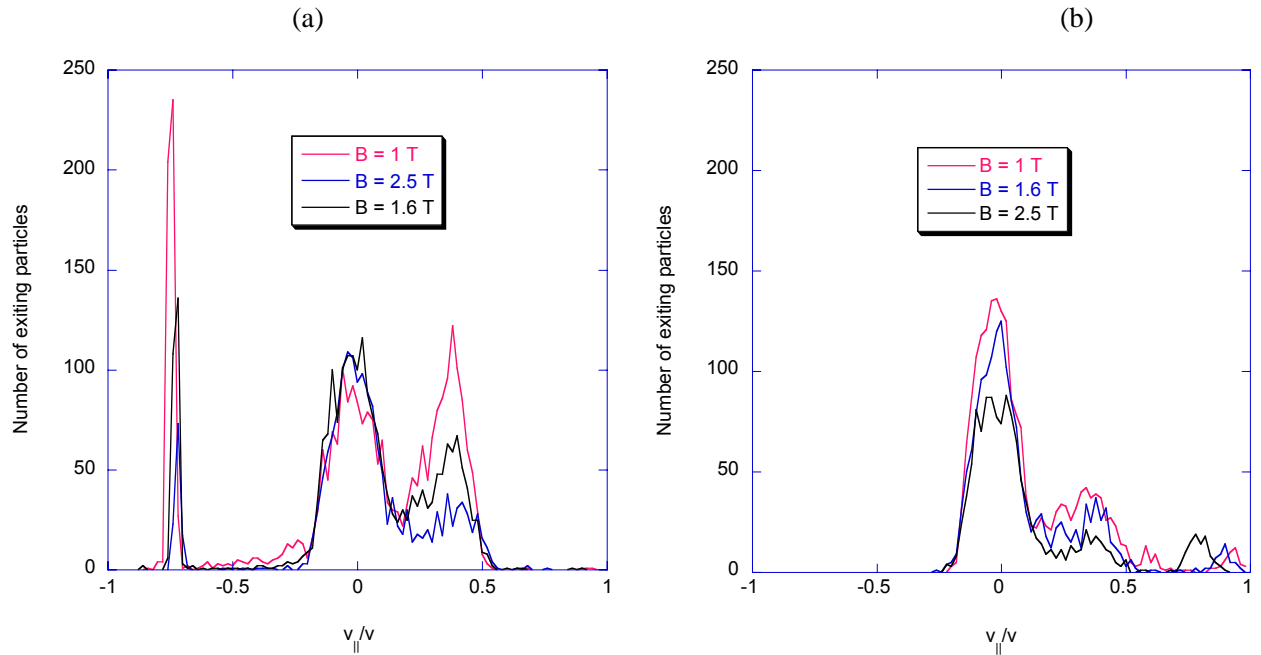 (a)
250
200
150
100
50
0
-1
-0.5
0
0.5
1
Number of exiting particles
v||/v
B = 1 T
B = 2.5 T
B = 1.6 T
(b)
250
200
150
100
50
0
-1
-0.5
0
0.5
1
Number of exiting particles
v||/v
B = 1 T
B = 1.6 T
B = 2.5 T